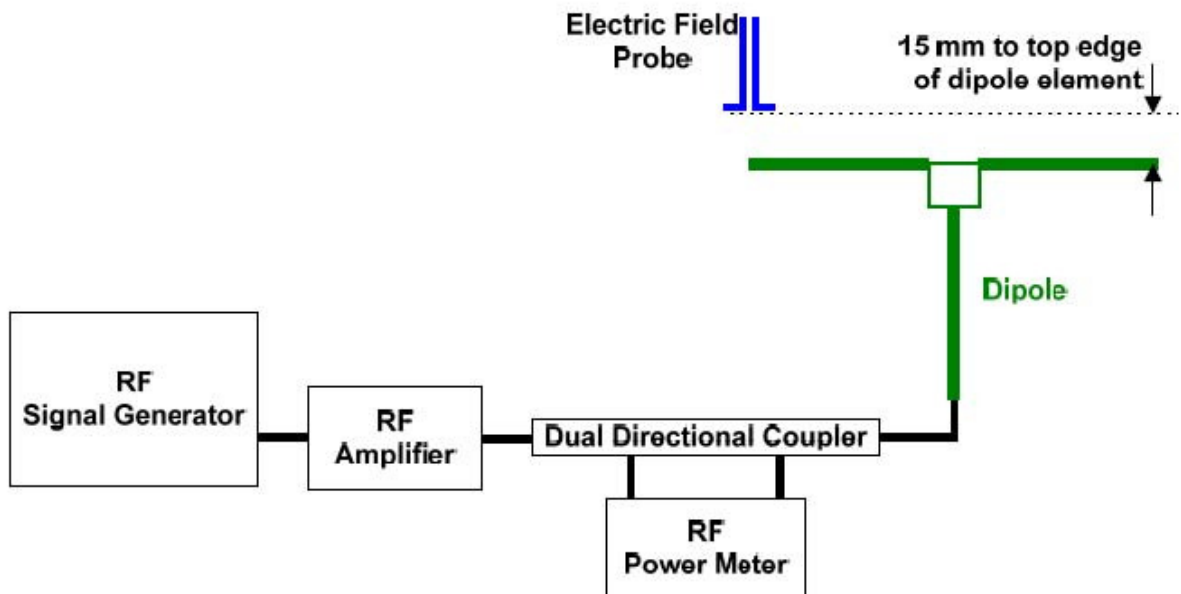 Electric Field
Probe
15 mm to top edge
of dipole element
Dipole
RF
Signal Generator
RF
Amplifier
Dual Directional Coupler
RF
Power Meter